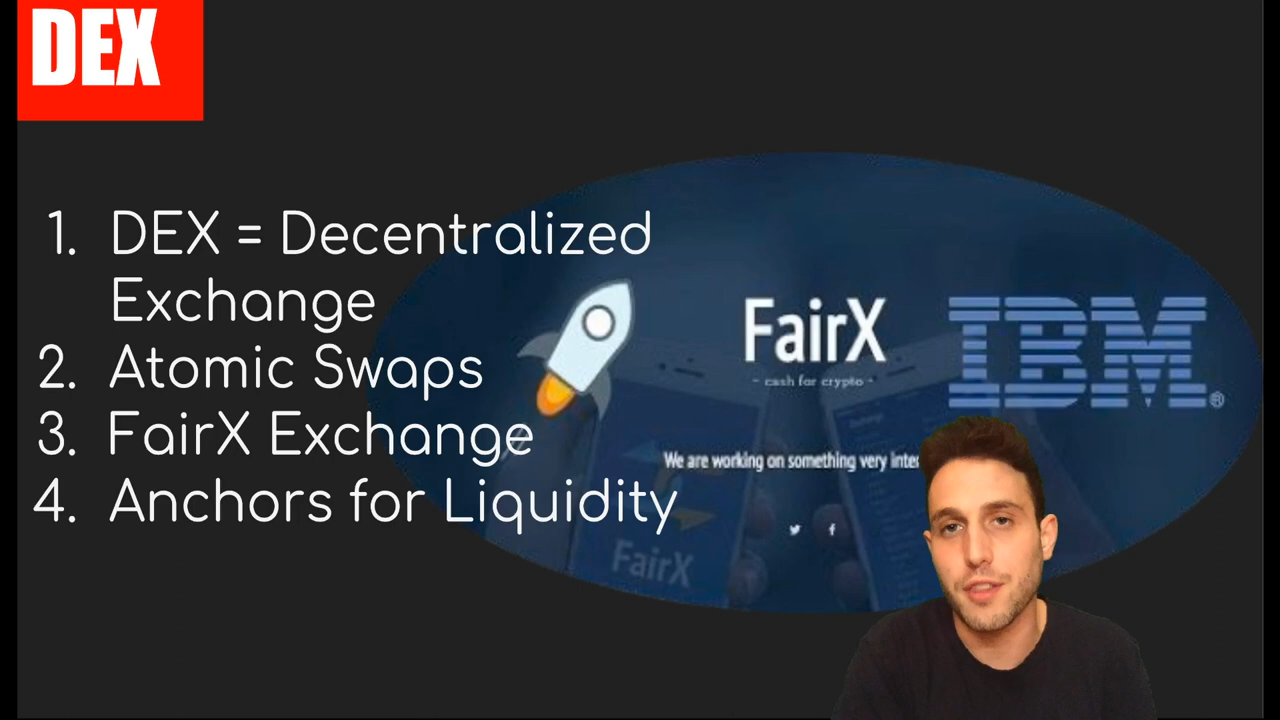 DEX
1. DEX = Decentralized
Exchange
2. Atomic Swaps
3. FairX Exchange
4. Anchors for Liquidity
FairX
- cash for crypto -
IBM®
We are working on something very
FairX